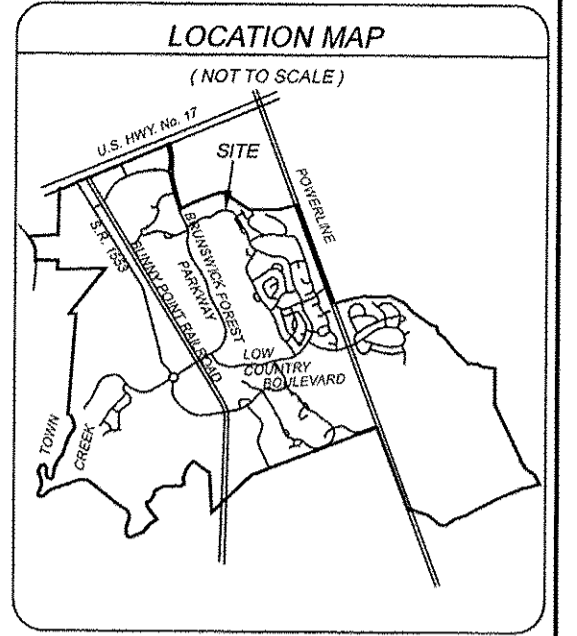 LOCATION MAP
( NOT TO SCALE )
U.S. HWY. No. 17
SITE
POWERLINE
S.R. 1553
SUNNY POINT RAILROAD
BRUNSWICK FOREST
PARKWAY
LOW
COUNTRY
BOULEVARD
TOWN
CREEK